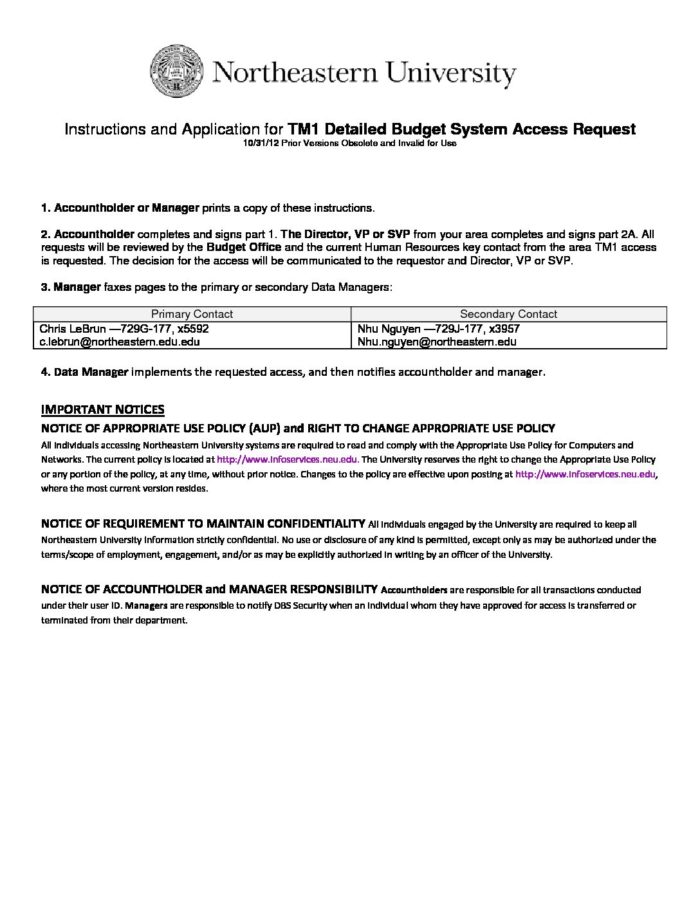 Northeastern University
Instructions and Application for TM1 Detailed Budget System Access Request
10/31/12 Prior Versions Obsolete and Invalid for Use
1. Accountholder or Manager prints a copy of these instructions.
2. Accountholder completes and signs part 1. The Director, VP or SVP from your area completes and signs part 2A. All
requests will be reviewed by the Budget Office and the current Human Resources key contact from the area TM1 access
is requested. The decision for the access will be communicated to the requestor and Director, VP or SVP.
3. Manager faxes pages to the primary or secondary Data Managers:
Primary Contact
Secondary Contact
Chris LeBrun —729G-177, x5592
c.lebrun@northeastern.edu.edu
Nhu Nguyen —729J-177, x3957
Nhu.nguyen@northeastern.edu
4. Data Manager implements the requested access, and then notifies accountholder and manager.
IMPORTANT NOTICES
NOTICE OF APPROPRIATE USE POLICY (AUP) and RIGHT TO CHANGE APPROPRIATE USE POLICY
All individuals accessing Northeastern University systems are required to read and comply with the Appropriate Use Policy for Computers and
Networks. The current policy is located at http://www.infoservices.neu.edu. The University reserves the right to change the Appropriate Use Policy
or any portion of the policy, at any time, without prior notice. Changes to the policy are effective upon posting at http://www.infoservices.neu.edu,
where the most current version resides.
NOTICE OF REQUIREMENT TO MAINTAIN CONFIDENTIALITY All individuals engaged by the University are required to keep all
Northeastern University information strictly confidential. No use or disclosure of any kind is permitted, except only as may be authorized under the
terms/scope of employment, engagement, and/or as may be explicitly authorized in writing by an officer of the University.
NOTICE OF ACCOUNTHOLDER and MANAGER RESPONSIBILITY Accountholders are responsible for all transactions conducted
under their user ID. Managers are responsible to notify DBS Security when an individual whom they have approved for access is transferred or
terminated from their department.